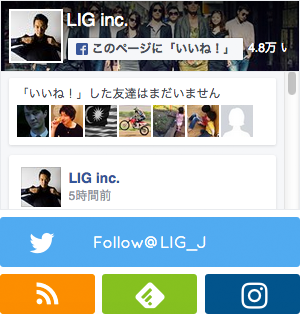 LIG inc.
このページに「いいね！」
4.8万 い
「いいね！」した友達はまだいません
LIG inc.
5時間前
Follow@LIG_J